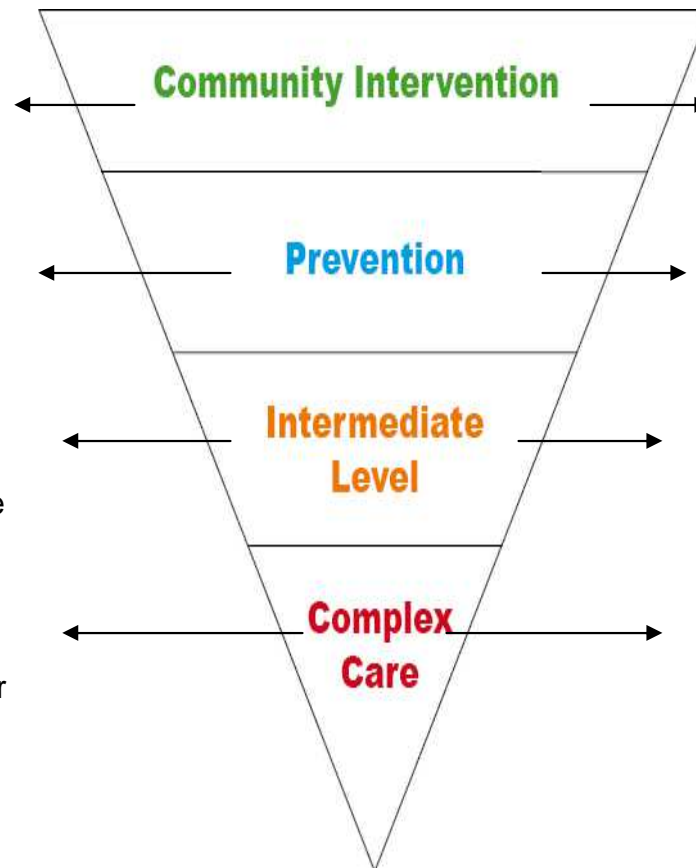 Community Intervention
Prevention
Intermediate
Level
e
Complex
Care
r